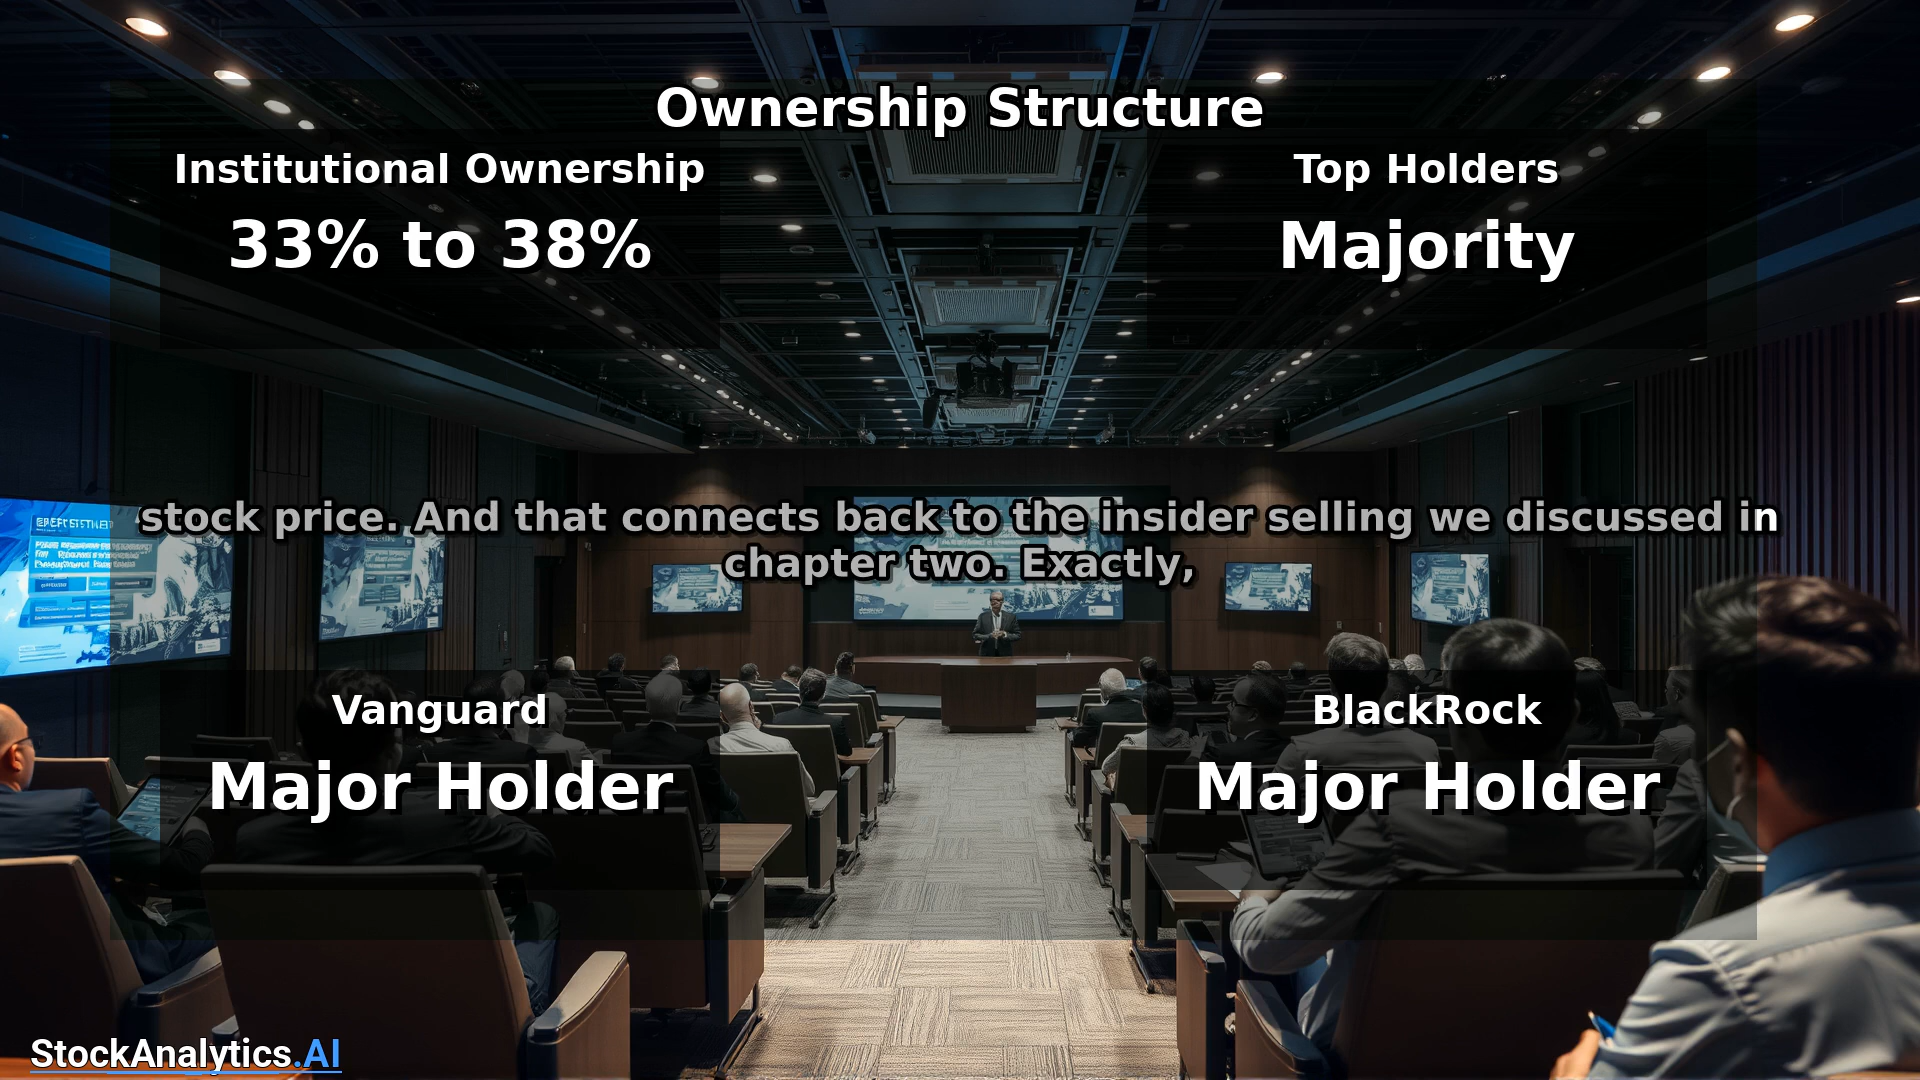 Ownership Structure
Institutional Ownership
33% to 38%
Top Holders
Majority
stock price. And that connects back to the insider selling we discussed in
chapter two. Exactly,
Vanguard
Major Holder
BlackRock
Major Holder
StockAnalytics.AI